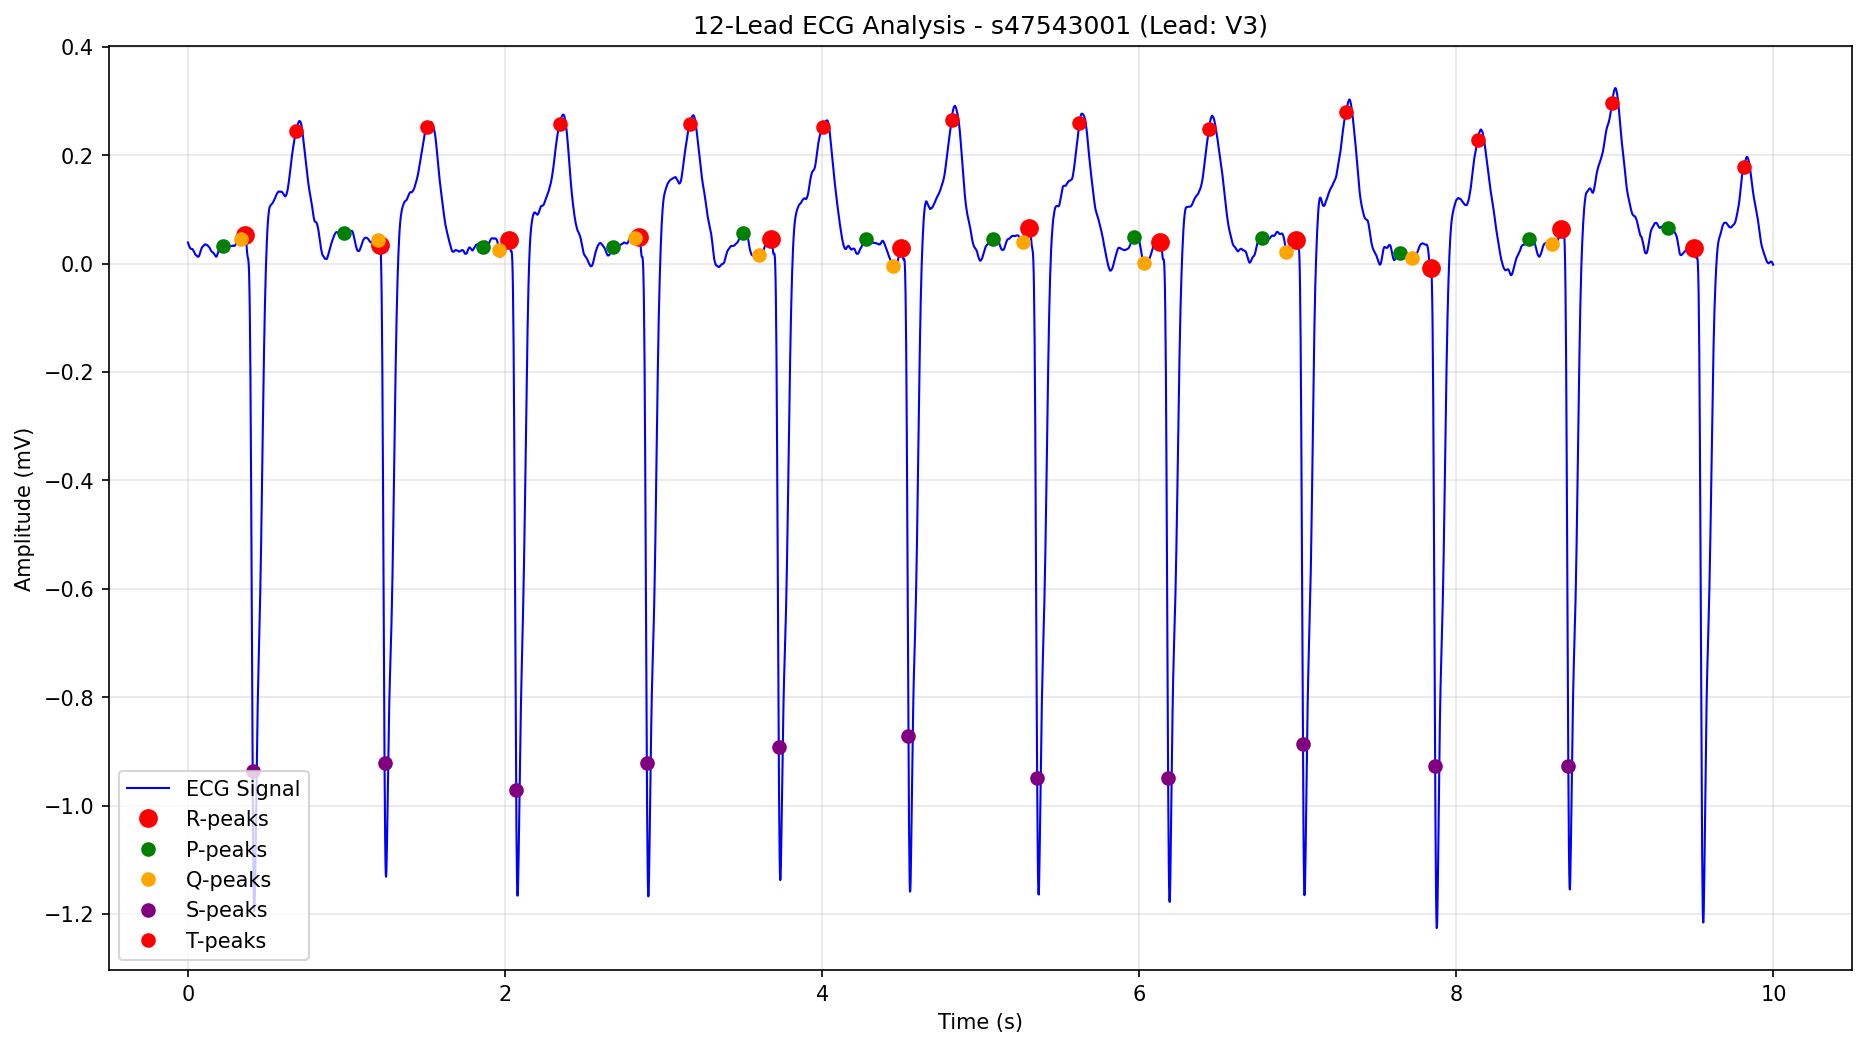 12-Lead ECG Analysis - s47543001 (Lead: V3)
0.4
0.2
0.0
−0.2
−0.4
−0.6
−0.8
−1.0
−1.2
Amplitude (mV)
ECG Signal
R-peaks
P-peaks
Q-peaks
S-peaks
T-peaks
0 2 4 6 8 10
Time (s)